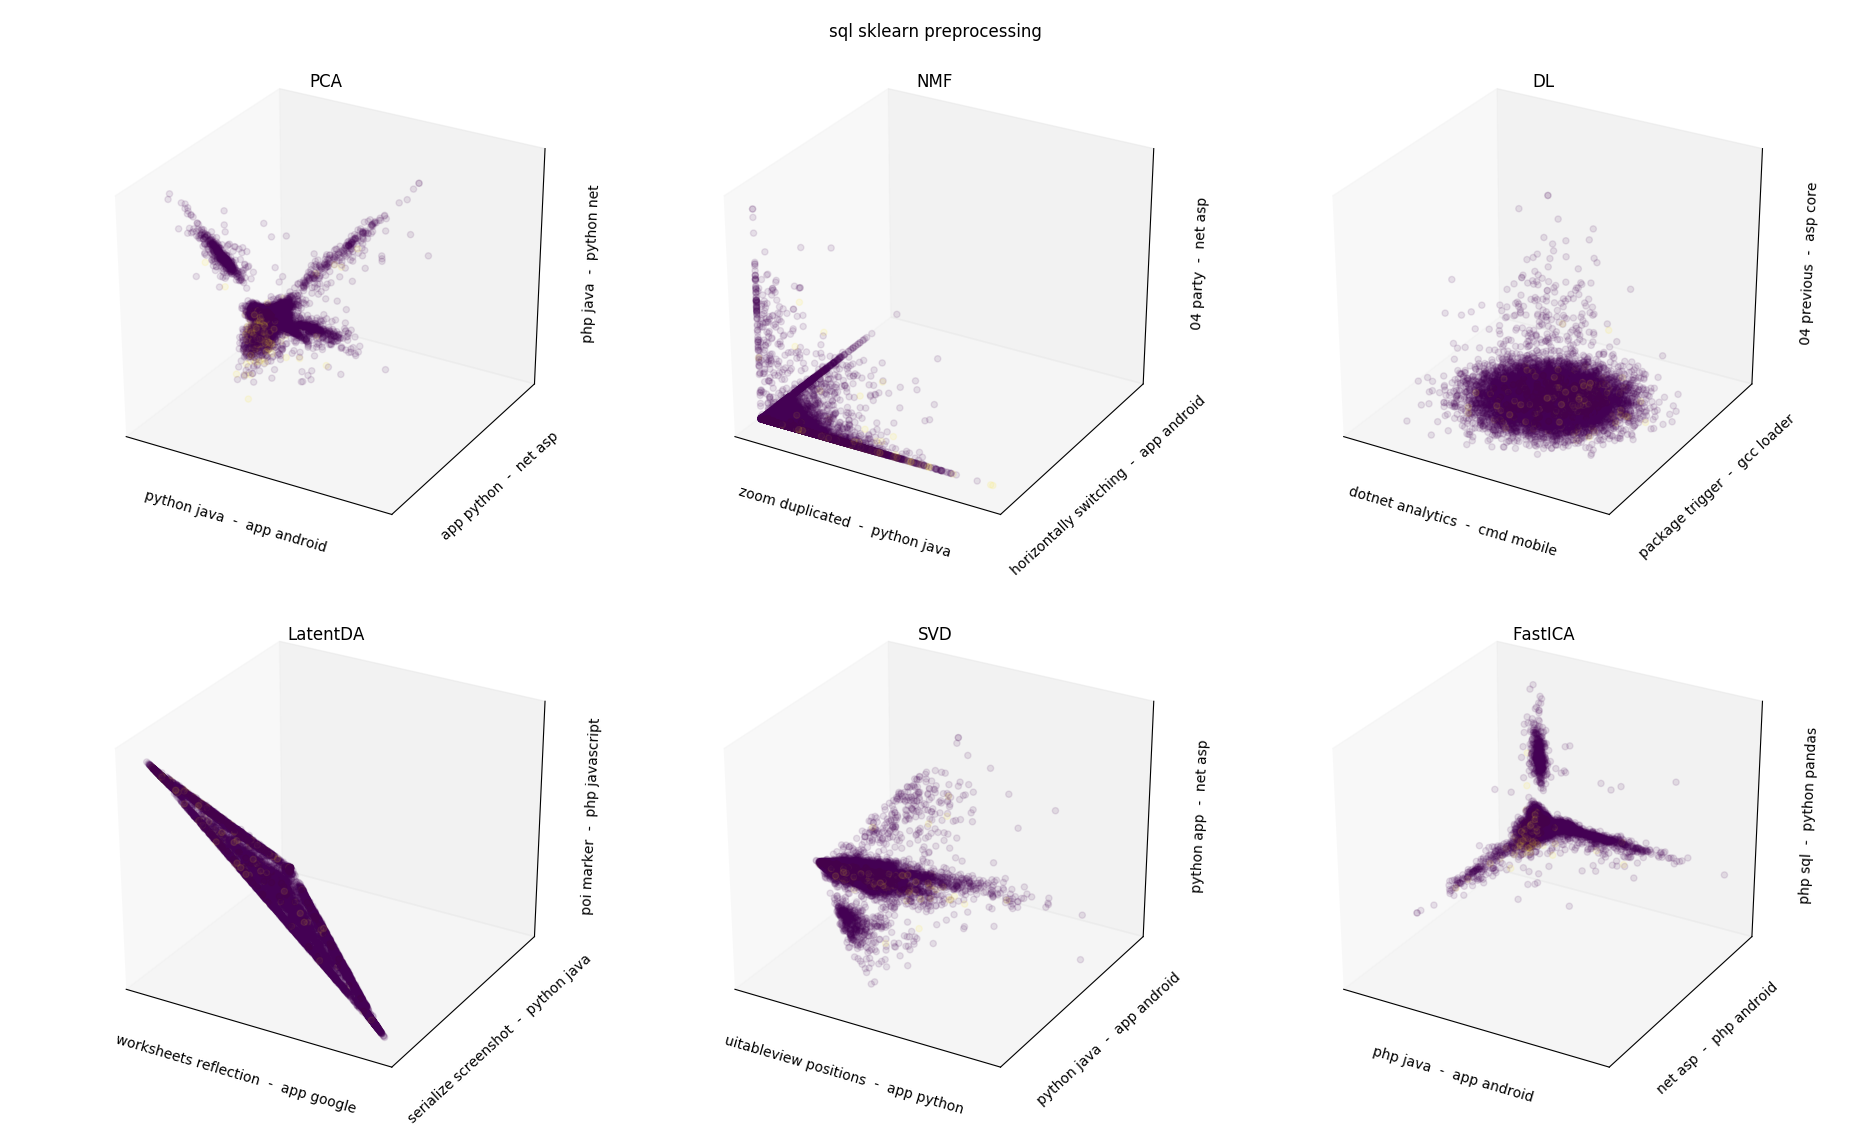 sql sklearn preprocessing
PCA
php java  -  python net
app python  -  net asp
python java  -  app android
NMF
04 party  -  net asp
horizontally switching  -  app android
zoom duplicated  -  python java
DL
04 previous  -  asp core
package trigger  -  gcc loader
dotnet analytics  -  cmd mobile
LatentDA
poi marker  -  php javascript
serialize screenshot  -  python java
worksheets reflection  -  app google
SVD
python app  -  net asp
python java  -  app android
uitableview positions  -  app python
FastICA
php sql  -  python pandas
net asp  -  php android
php java  -  app android